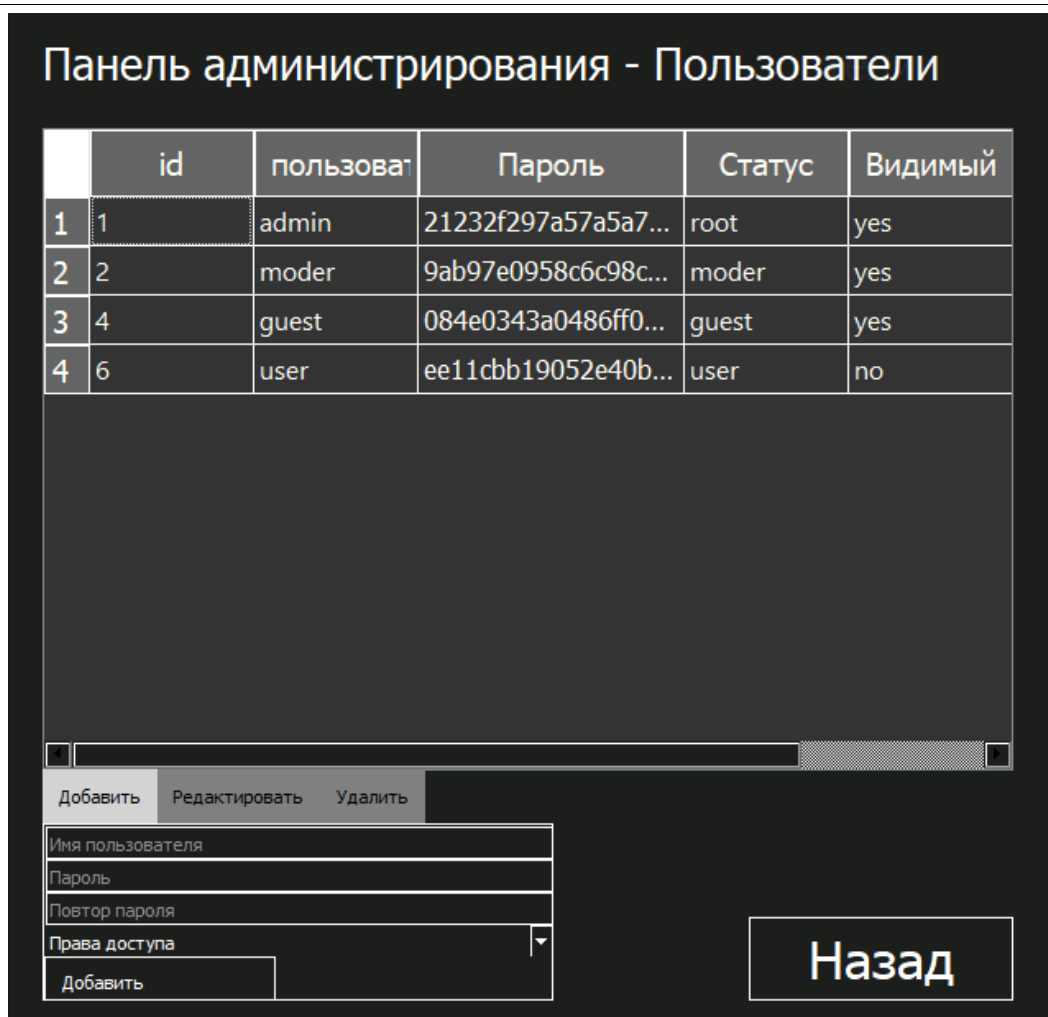 Панель администрирования - Пользователи
id пользоват Пароль Статус Видимый
1 1 admin 21232f297a57a5a7... root yes
2 2 moder 9ab97e0958c6c98c... moder yes
3 4 guest 084e0343a0486ff0... guest yes
4 6 user ee11cbb19052e40b... user no
Добавить Редактировать Удалить
Имя пользователя
Пароль
Повтор пароля
Права доступа
Добавить
Назад